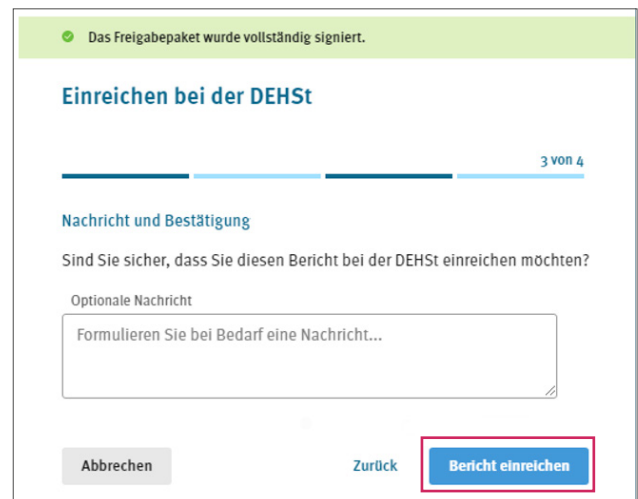 Das Freigabepaket wurde vollständig signiert.
Einreichen bei der DEHSt
3 von 4
Nachricht und Bestätigung
Sind Sie sicher, dass Sie diesen Bericht bei der DEHSt einreichen möchten?
Optionale Nachricht
Formulieren Sie bei Bedarf eine Nachricht...
Abbrechen Zurück Bericht einreichen